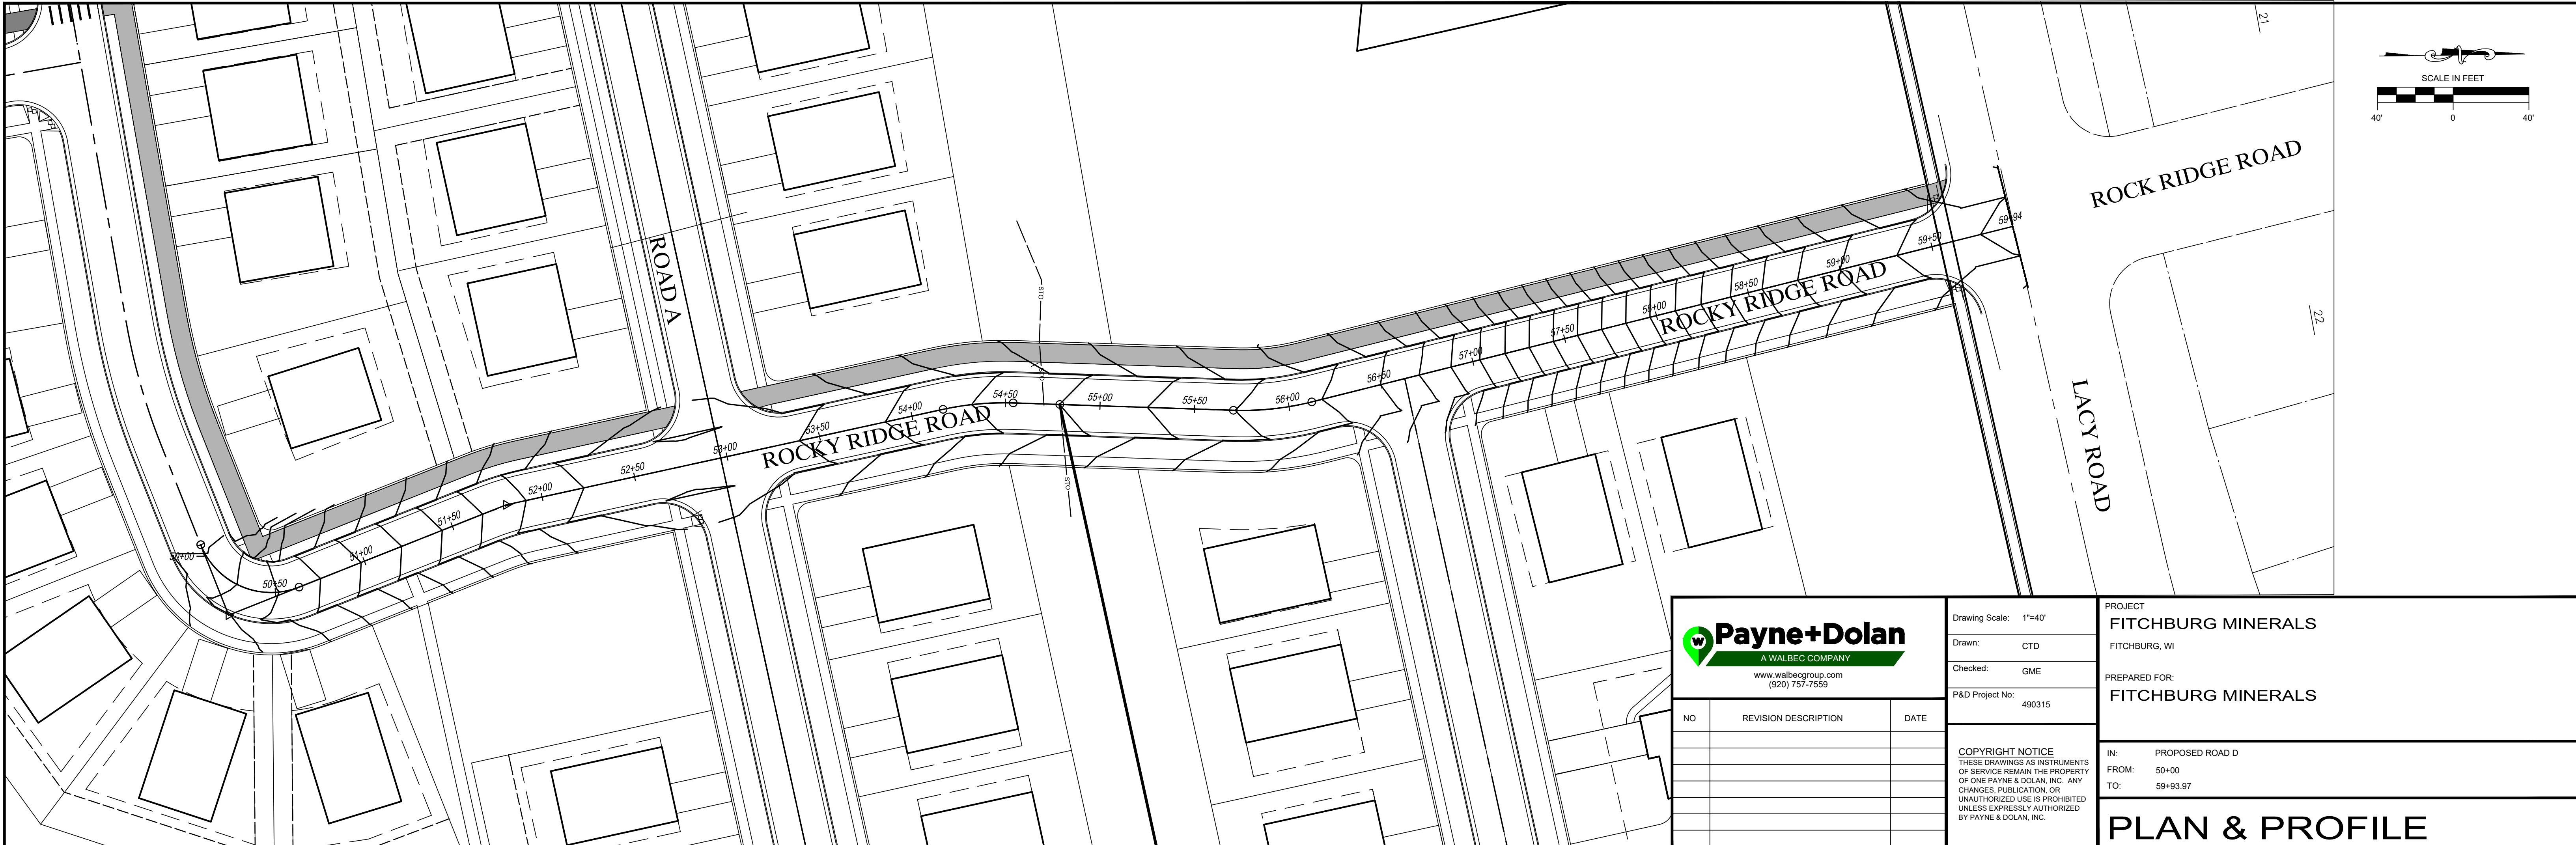 21
SCALE IN FEET
40' 0 40'
ROCK RIDGE ROAD
59+94
59+50
59+00
58+50
58+00
57+50
57+00
56+50
56+00
55+50
55+00
54+50
54+00
53+50
53+00
52+50
52+00
51+50
51+00
50+50
50+00
ROAD A
STO
STO
STO
ROCKY RIDGE ROAD
ROCKY RIDGE ROAD
22
LACY ROAD
W Payne+Dolan
A WALBEC COMPANY
www.walbecgroup.com
(920) 757-7559
NO REVISION DESCRIPTION DATE
Drawing Scale: 1"=40'
Drawn: CTD
Checked: GME
P&D Project No:
490315
COPYRIGHT NOTICE
THESE DRAWINGS AS INSTRUMENTS
OF SERVICE REMAIN THE PROPERTY
OF ONE PAYNE & DOLAN, INC. ANY
CHANGES, PUBLICATION, OR
UNAUTHORIZED USE IS PROHIBITED
UNLESS EXPRESSLY AUTHORIZED
BY PAYNE & DOLAN, INC.
PROJECT
FITCHBURG MINERALS
FITCHBURG, WI
PREPARED FOR:
FITCHBURG MINERALS
IN: PROPOSED ROAD D
FROM: 50+00
TO: 59+93.97
PLAN & PROFILE